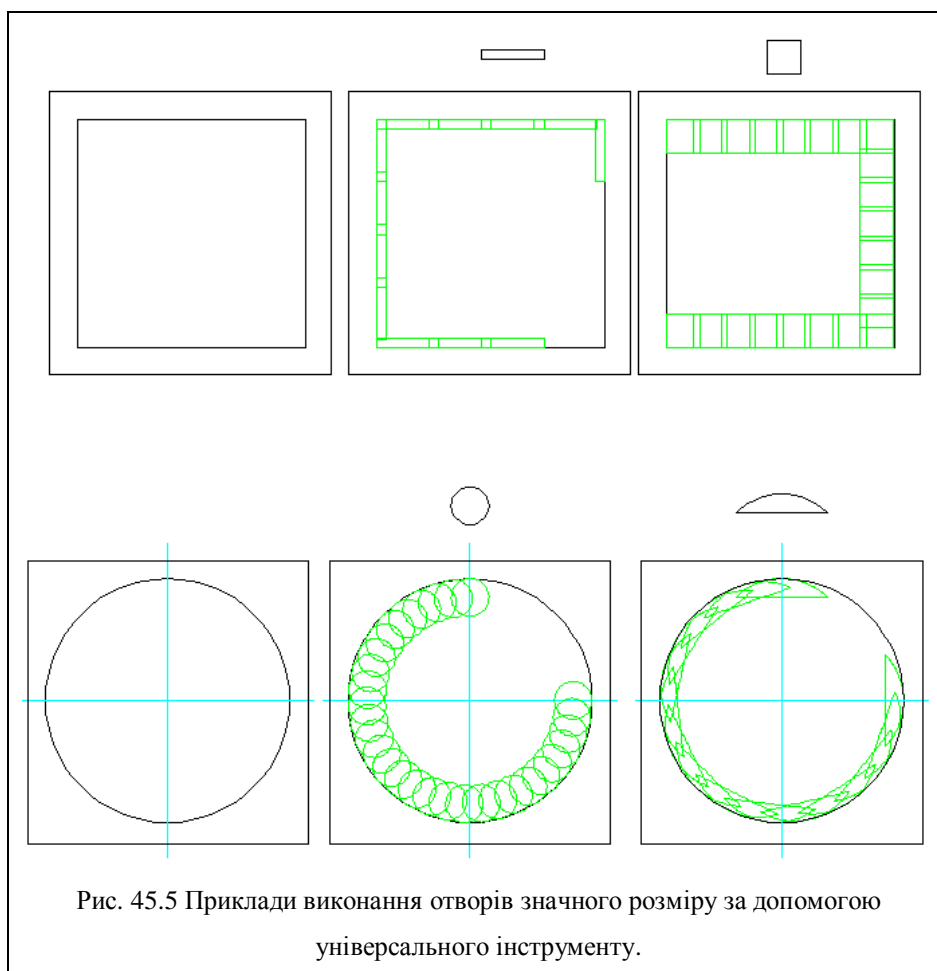 Рис. 45.5 Приклади виконання отворів значного розміру за допомогою
універсального інструменту.